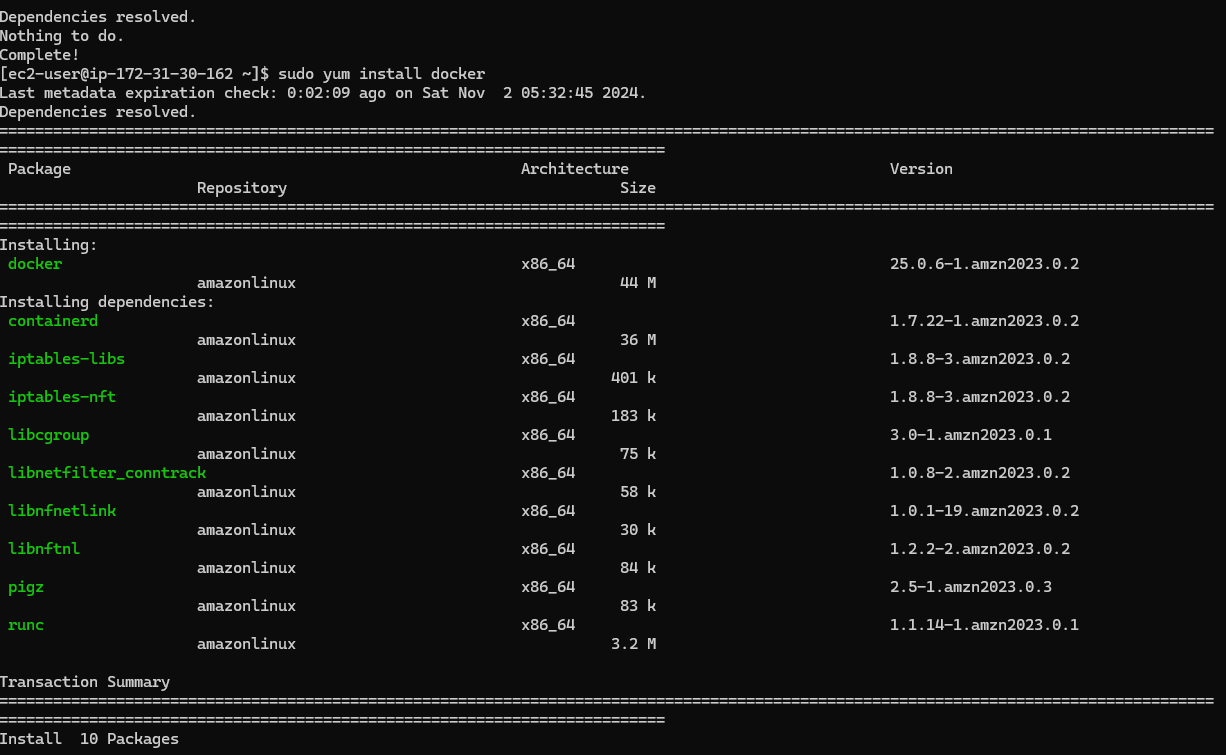 Dependencies resolved.
Nothing to do.
Complete!
[ec2-user@ip-172-31-30-162 ~]$ sudo yum install docker
Last metadata expiration check: 0:02:09 ago on Sat Nov  2 05:32:45 2024.
Dependencies resolved.
=======================================================================================================================================
==========================================================================
Package Architecture Version
Repository Size
=======================================================================================================================================
==========================================================================
Installing:
docker x86_64 25.0.6-1.amzn2023.0.2
amazonlinux 44 M
Installing dependencies:
containerd x86_64 1.7.22-1.amzn2023.0.2
amazonlinux 36 M
iptables-libs x86_64 1.8.8-3.amzn2023.0.2
amazonlinux 401 k
iptables-nft x86_64 1.8.8-3.amzn2023.0.2
amazonlinux 183 k
libcgroup x86_64 3.0-1.amzn2023.0.1
amazonlinux 75 k
libnetfilter_conntrack x86_64 1.0.8-2.amzn2023.0.2
amazonlinux 58 k
libnfnetlink x86_64 1.0.1-19.amzn2023.0.2
amazonlinux 30 k
libnftnl x86_64 1.2.2-2.amzn2023.0.2
amazonlinux 84 k
pigz x86_64 2.5-1.amzn2023.0.3
amazonlinux 83 k
runc x86_64 1.1.14-1.amzn2023.0.1
amazonlinux 3.2 M
Transaction Summary
=======================================================================================================================================
==========================================================================
Install  10 Packages